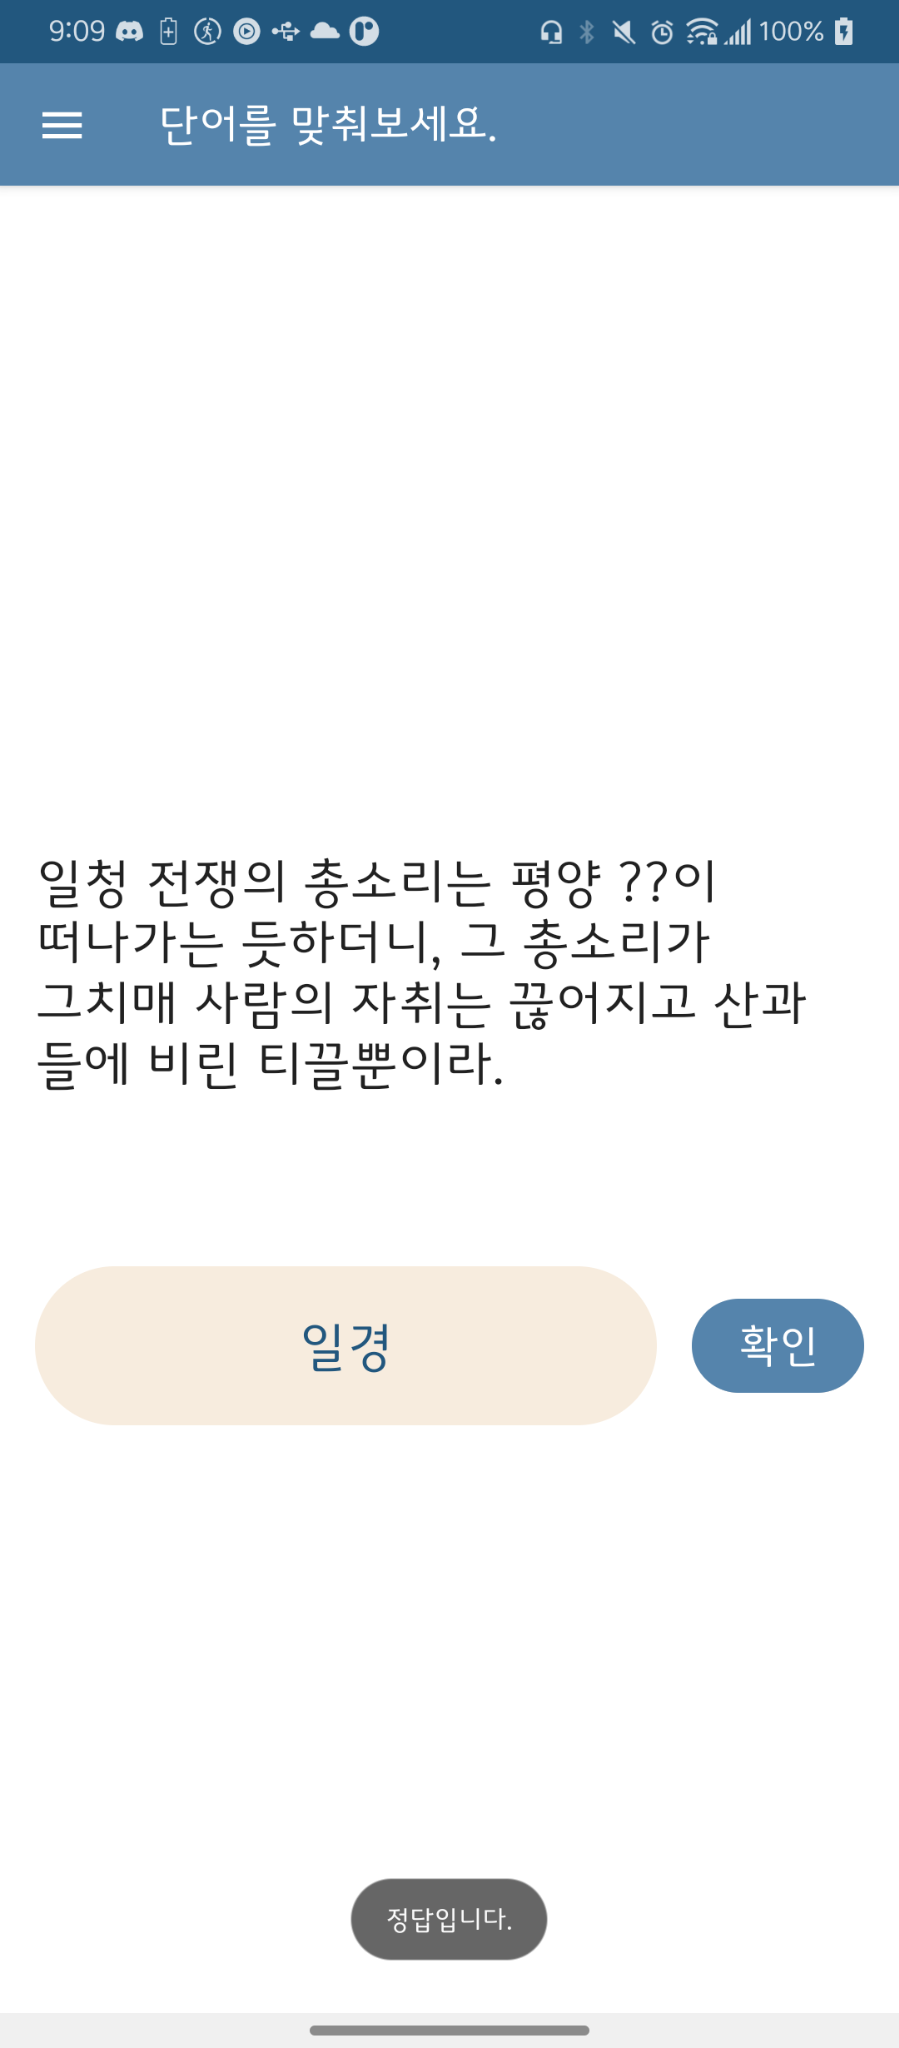 9:09 100%
단어를 맞춰보세요.
일청 전쟁의 총소리는 평양 ??이
떠나가는 듯하더니, 그 총소리가
그치매 사람의 자취는 끊어지고 산과
들에 비린 티끌뿐이라.
일경
확인
정답입니다.